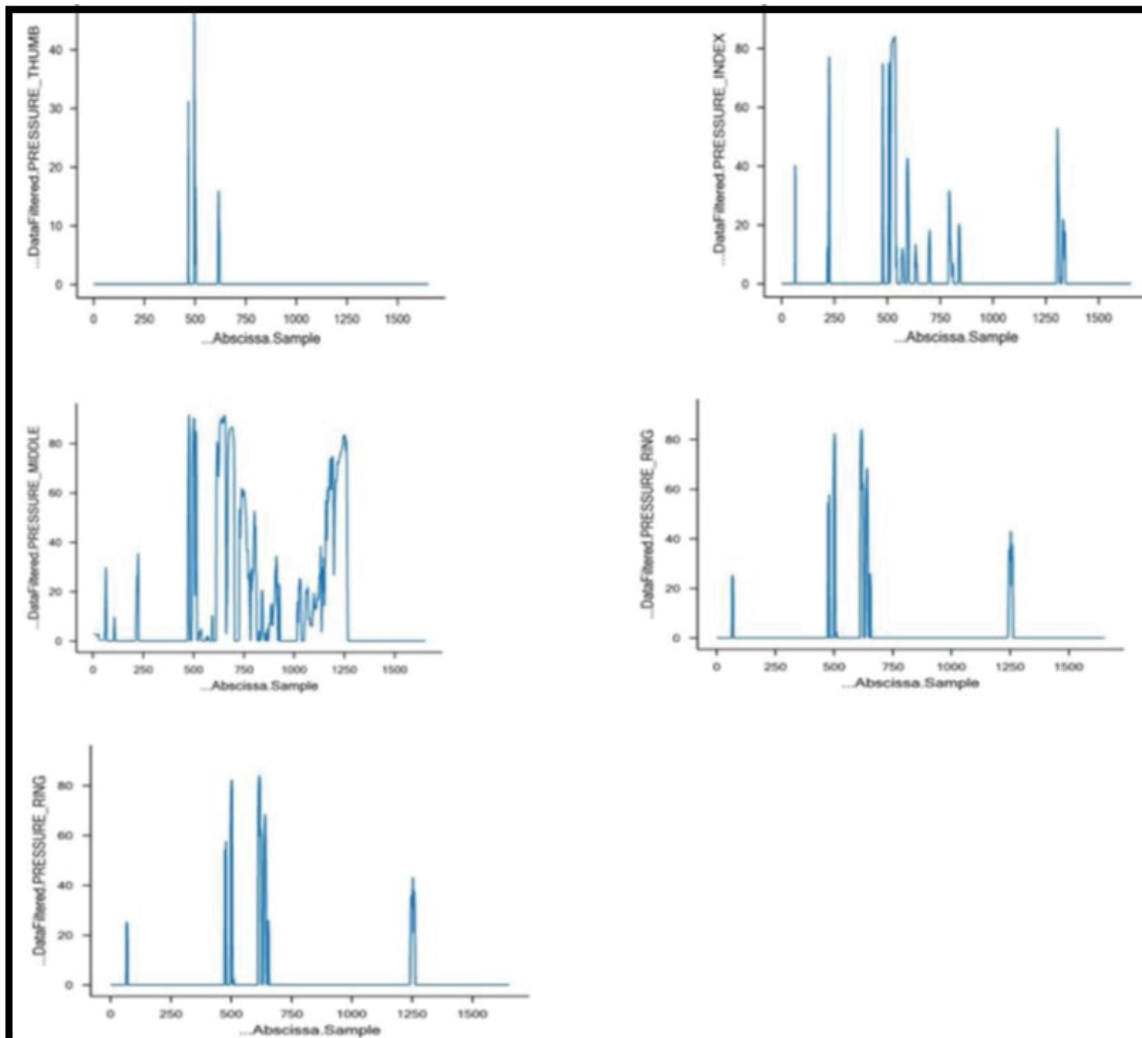 ...DataFiltered.PRESSURE_THUMB
40
30
20
10
0
0 250 500 750 1000 1250 1500
...Abscissa.Sample
...DataFiltered.PRESSURE_INDEX
80
60
40
20
0
0 250 500 750 1000 1250 1500
...Abscissa.Sample
...DataFiltered.PRESSURE_MIDDLE
80
60
40
20
0
0 250 500 750 1000 1250 1500
...Abscissa.Sample
...DataFiltered.PRESSURE_RING
80
60
40
20
0
0 250 500 750 1000 1250 1500
...Abscissa.Sample
...DataFiltered.PRESSURE_RING
80
60
40
20
0
0 250 500 750 1000 1250 1500
...Abscissa.Sample